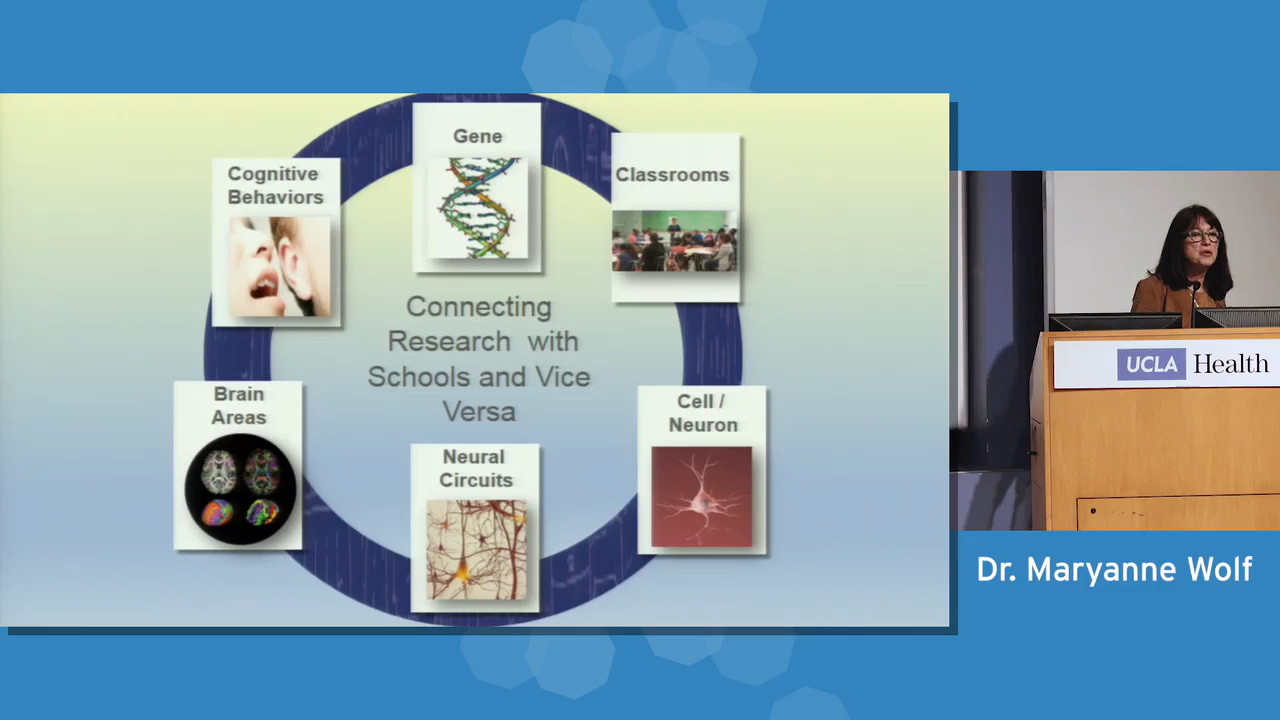 Gene
Classrooms
Cognitive
Behaviors
Connecting
Research with
Schools and Vice
Versa
Brain
Areas
Cell /
Neuron
Neural
Circuits
UCLA Health
Dr. Maryanne Wolf